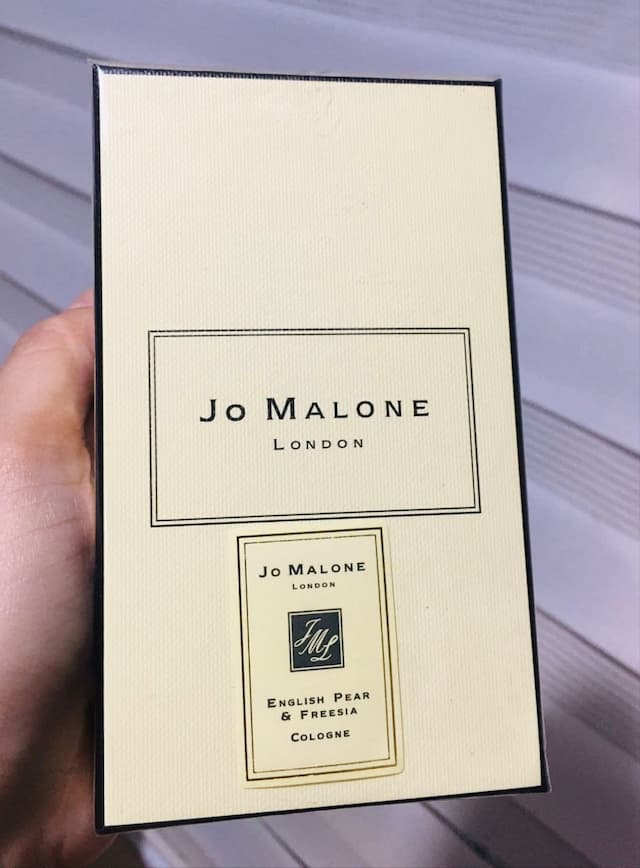 Jo Malone
London
Jo Malone
London
JML
English Pear
& Freesia
Cologne